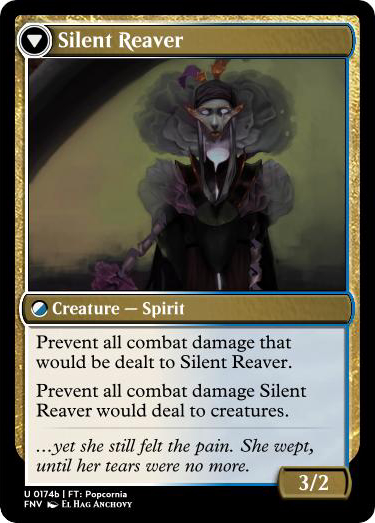 Silent Reaver
Creature — Spirit
Prevent all combat damage that
would be dealt to Silent Reaver.
Prevent all combat damage Silent
Reaver would deal to creatures.
…yet she still felt the pain. She wept,
until her tears were no more.
3/2
U 0174b | FT: Popcornia
FNV EL HAG ANCHOVY